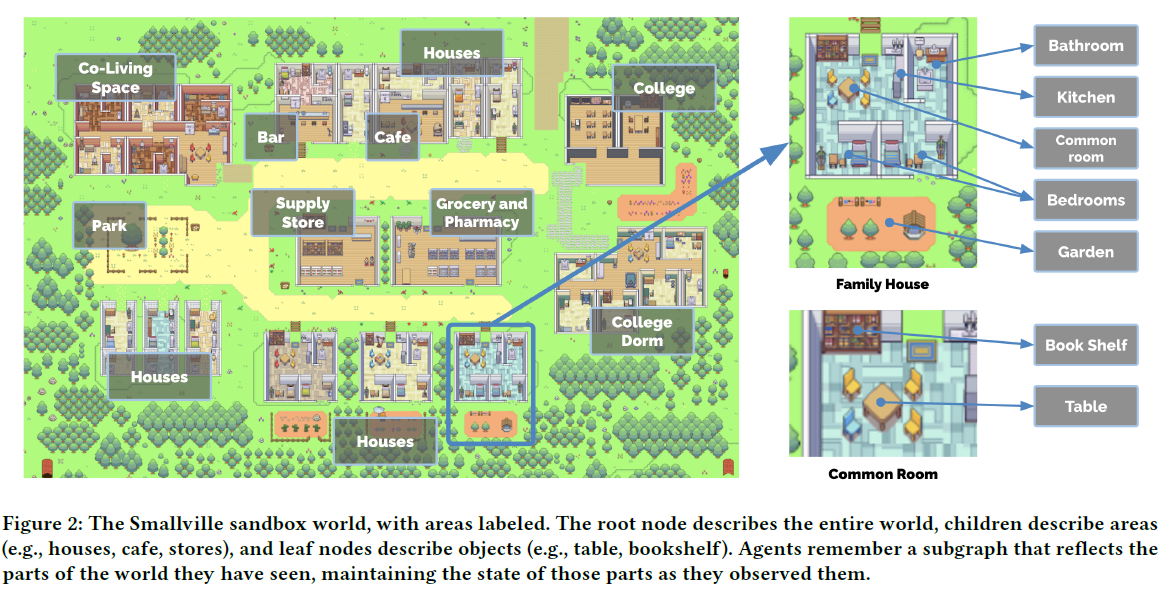 Co-Living
Space
Houses
College
Bar
Cafe
Park
Supply
Store
Grocery and
Pharmacy
College
Dorm
Houses
Houses
Bathroom
Kitchen
Common
room
Bedrooms
Garden
Family House
Book Shelf
Table
Common Room
Figure 2: The Smallville sandbox world, with areas labeled. The root node describes the entire world, children describe areas
(e.g., houses, cafe, stores), and leaf nodes describe objects (e.g., table, bookshelf). Agents remember a subgraph that reflects the
parts of the world they have seen, maintaining the state of those parts as they observed them.